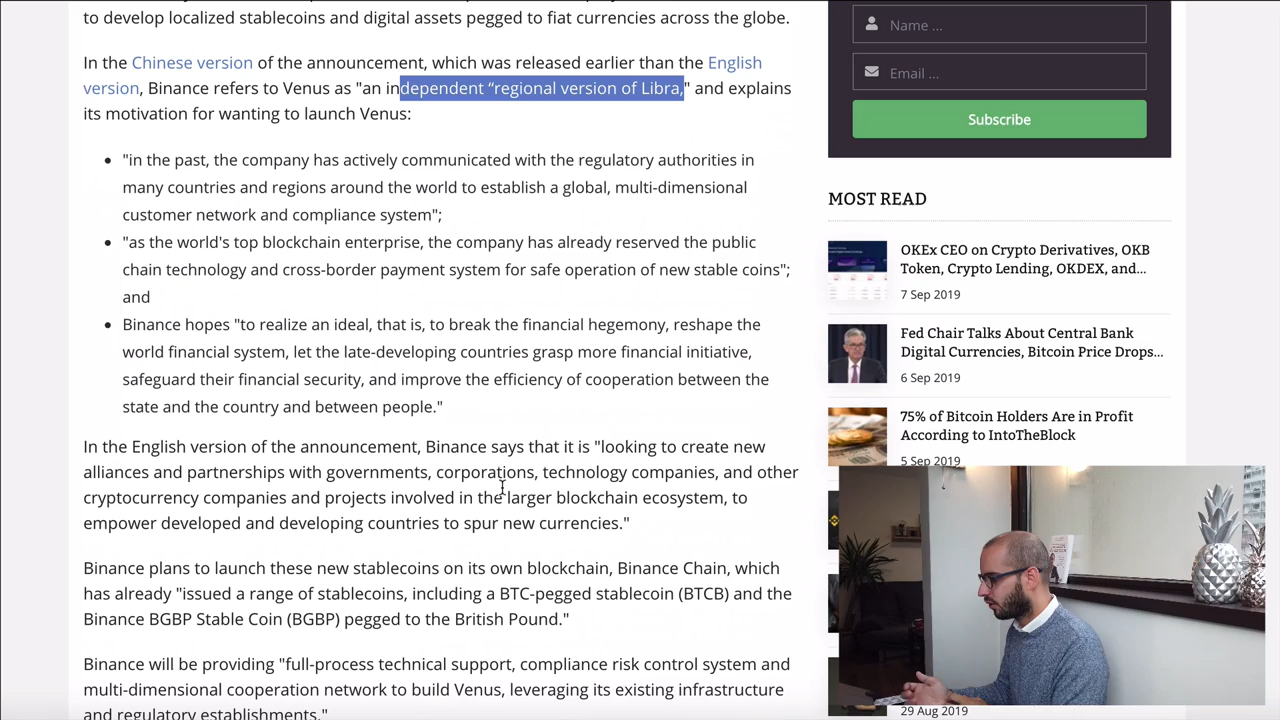 to develop localized stablecoins and digital assets pegged to fiat currencies across the globe.
In the Chinese version of the announcement, which was released earlier than the English
version, Binance refers to Venus as "an independent “regional version of Libra," and explains
its motivation for wanting to launch Venus:
"in the past, the company has actively communicated with the regulatory authorities in
many countries and regions around the world to establish a global, multi-dimensional
customer network and compliance system";
"as the world's top blockchain enterprise, the company has already reserved the public
chain technology and cross-border payment system for safe operation of new stable coins";
and
Binance hopes "to realize an ideal, that is, to break the financial hegemony, reshape the
world financial system, let the late-developing countries grasp more financial initiative,
safeguard their financial security, and improve the efficiency of cooperation between the
state and the country and between people."
In the English version of the announcement, Binance says that it is "looking to create new
alliances and partnerships with governments, corporations, technology companies, and other
cryptocurrency companies and projects involved in the larger blockchain ecosystem, to
empower developed and developing countries to spur new currencies."
Binance plans to launch these new stablecoins on its own blockchain, Binance Chain, which
has already "issued a range of stablecoins, including a BTC-pegged stablecoin (BTCB) and the
Binance BGBP Stable Coin (BGBP) pegged to the British Pound."
Binance will be providing "full-process technical support, compliance risk control system and
multi-dimensional cooperation network to build Venus, leveraging its existing infrastructure
and regulatory establishments."
Name ...
Email ...
Subscribe
MOST READ
OKEx CEO on Crypto Derivatives, OKB
Token, Crypto Lending, OKDEX, and...
7 Sep 2019
Fed Chair Talks About Central Bank
Digital Currencies, Bitcoin Price Drops...
6 Sep 2019
75% of Bitcoin Holders Are in Profit
According to IntoTheBlock
5 Sep 2019
29 Aug 2019